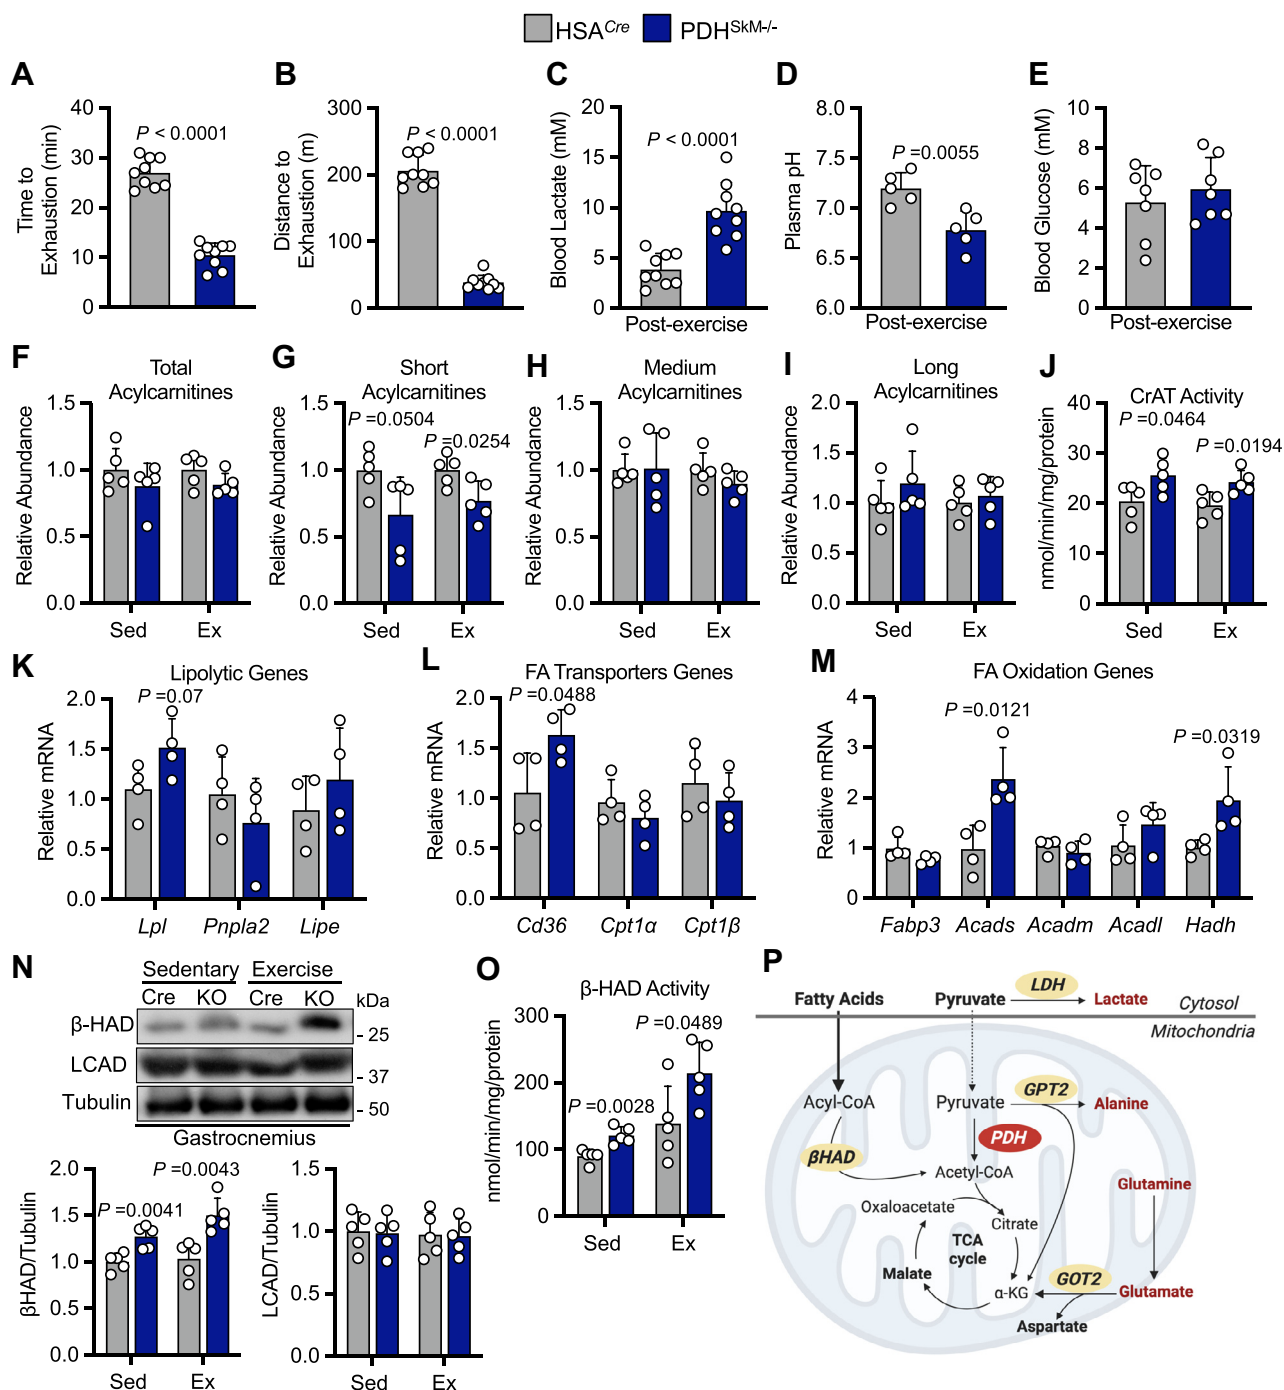 HSACre PDHSkM-/-
A
Time to
Exhaustion (min)
40
30
20
10
0
P < 0.0001
B
Distance to
Exhaustion (m)
300
200
100
0
P < 0.0001
C
Blood Lactate (mM)
20
15
10
5
0
P < 0.0001
Post-exercise
D
Plasma pH
8.0
7.5
7.0
6.5
6.0
P =0.0055
Post-exercise
E
Blood Glucose (mM)
10
8
6
4
2
0
Post-exercise
F
Total
Acylcarnitines
Relative Abundance
1.5
1.0
0.5
0.0
Sed Ex
G
Short
Acylcarnitines
Relative Abundance
1.5
1.0
0.5
0.0
P =0.0504
P =0.0254
Sed Ex
H
Medium
Acylcarnitines
Relative Abundance
1.5
1.0
0.5
0.0
Sed Ex
I
Long
Acylcarnitines
Relative Abundance
2.0
1.5
1.0
0.5
0.0
Sed Ex
J
CrAT Activity
nmol/min/mg/protein
40
30
20
10
0
P =0.0464
P =0.0194
Sed Ex
K
Lipolytic Genes
Relative mRNA
2.0
1.5
1.0
0.5
0.0
P =0.07
Lpl Pnpla2 Lipe
L
FA Transporters Genes
Relative mRNA
2.0
1.5
1.0
0.5
0.0
P =0.0488
Cd36 Cpt1α Cpt1β
M
FA Oxidation Genes
Relative mRNA
4
3
2
1
0
P =0.0121
P =0.0319
Fabp3 Acads Acadm Acadl Hadh
N
Sedentary Exercise
Cre KO Cre KO kDa
β-HAD - 25
LCAD - 37
Tubulin - 50
Gastrocnemius
βHAD/Tubulin
2.0
1.5
1.0
0.5
0.0
P =0.0041
P =0.0043
Sed Ex
LCAD/Tubulin
1.5
1.0
0.5
0.0
Sed Ex
O
β-HAD Activity
nmol/min/mg/protein
300
200
100
0
P =0.0028
P =0.0489
Sed Ex
P
Fatty Acids Pyruvate LDH Lactate Cytosol
Mitochondria
Acyl-CoA Pyruvate GPT2 Alanine
PDH
βHAD Acetyl-CoA
Glutamine
Oxaloacetate Citrate
TCA
cycle
Malate α-KG GOT2 Glutamate
Aspartate